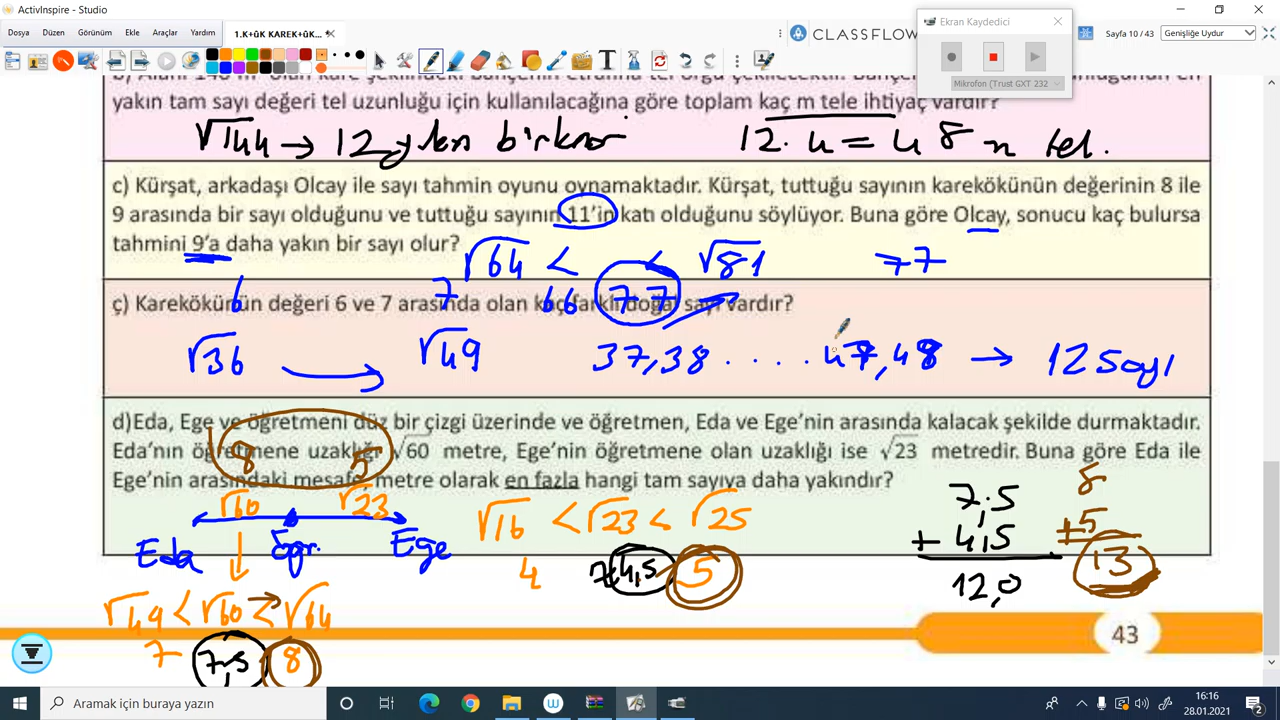 ActivInspire - Studio
Dosya Düzen Görünüm Ekle Araçlar
1.K+ûK KAREK+ûK
CLASSFLOW
Sayfa 10 / 43
Genişliğe Uydur
Ekran Kaydedici
Mikrofon (Trust GXT 232
yakın tam sayı değeri tel uzunluğu için kullanılacağına göre toplam kaç m tele ihtiyaç vardır?
√144 → 12
12. 4 = 48 m tel.
c) Kürşat, arkadaşı Olcay ile sayı tahmin oyunu oynamaktadır. Kürşat, tuttuğu sayının karekökünün değerinin 8 ile
9 arasında bir sayı olduğunu ve tuttuğu sayının 11'in katı olduğunu söylüyor. Buna göre Olcay, sonucu kaç bulursa
tahmini 9'a daha yakın bir sayı olur?
√64 < < √81 77
6 7 66 77
ç) Karekökünün değeri 6 ve 7 arasında olan kaç farklı doğal sayı vardır?
√36 √49 37,38 . . . . 47,48 → 12 Sayı
d)Eda, Ege ve öğretmeni düz bir çizgi üzerinde ve öğretmen, Eda ve Ege'nin arasında kalacak şekilde durmaktadır.
Eda'nın öğretmene uzaklığı √60 metre, Ege'nin öğretmene olan uzaklığı ise √23 metredir. Buna göre Eda ile
8 5
Ege'nin arasındaki mesafe metre olarak en fazla hangi tam sayıya daha yakındır?
√60 √23
Eda Öğr. Ege
√16 < √23 < √25
4 4,5 5
7,5
+ 4,5
12,0
8
+5
13
√49 < √60 < √64
7 7,5 8
43
Aramak için buraya yazın
16:16
28.01.2021
2